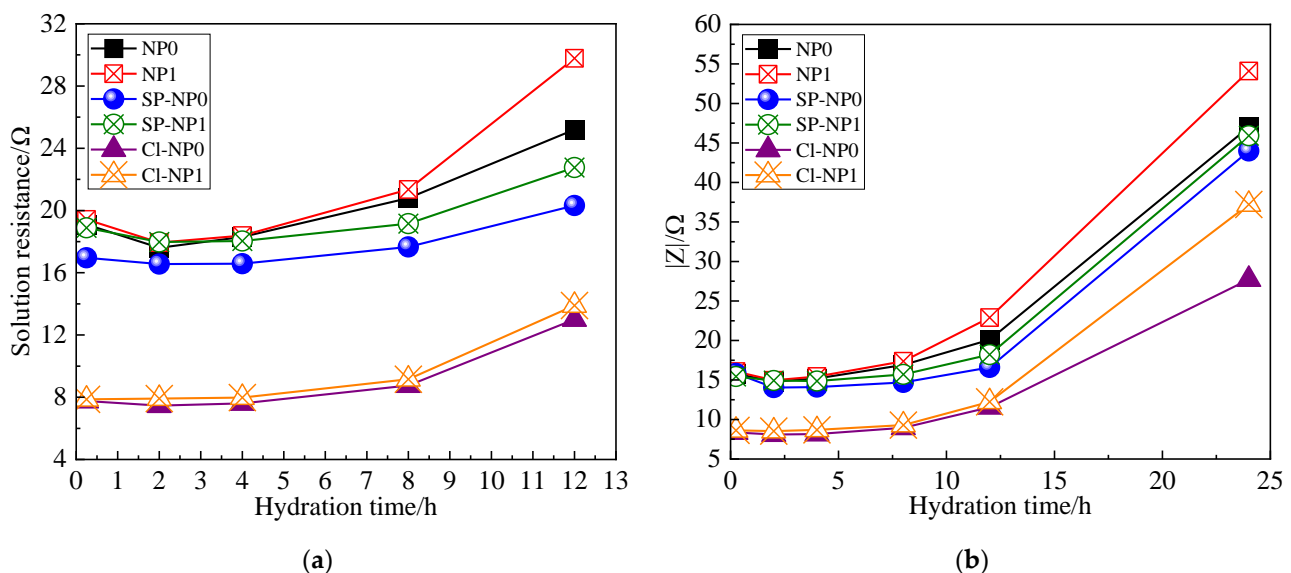 32
28
24
20
16
12
8
4
0 1 2 3 4 5 6 7 8 9 10 11 12 13
Solution resistance/Ω
Hydration time/h
NP0
NP1
SP-NP0
SP-NP1
Cl-NP0
Cl-NP1
(a)
60
55
50
45
40
35
30
25
20
15
10
5
0 5 10 15 20 25
|Z|/Ω
Hydration time/h
NP0
NP1
SP-NP0
SP-NP1
Cl-NP0
Cl-NP1
(b)